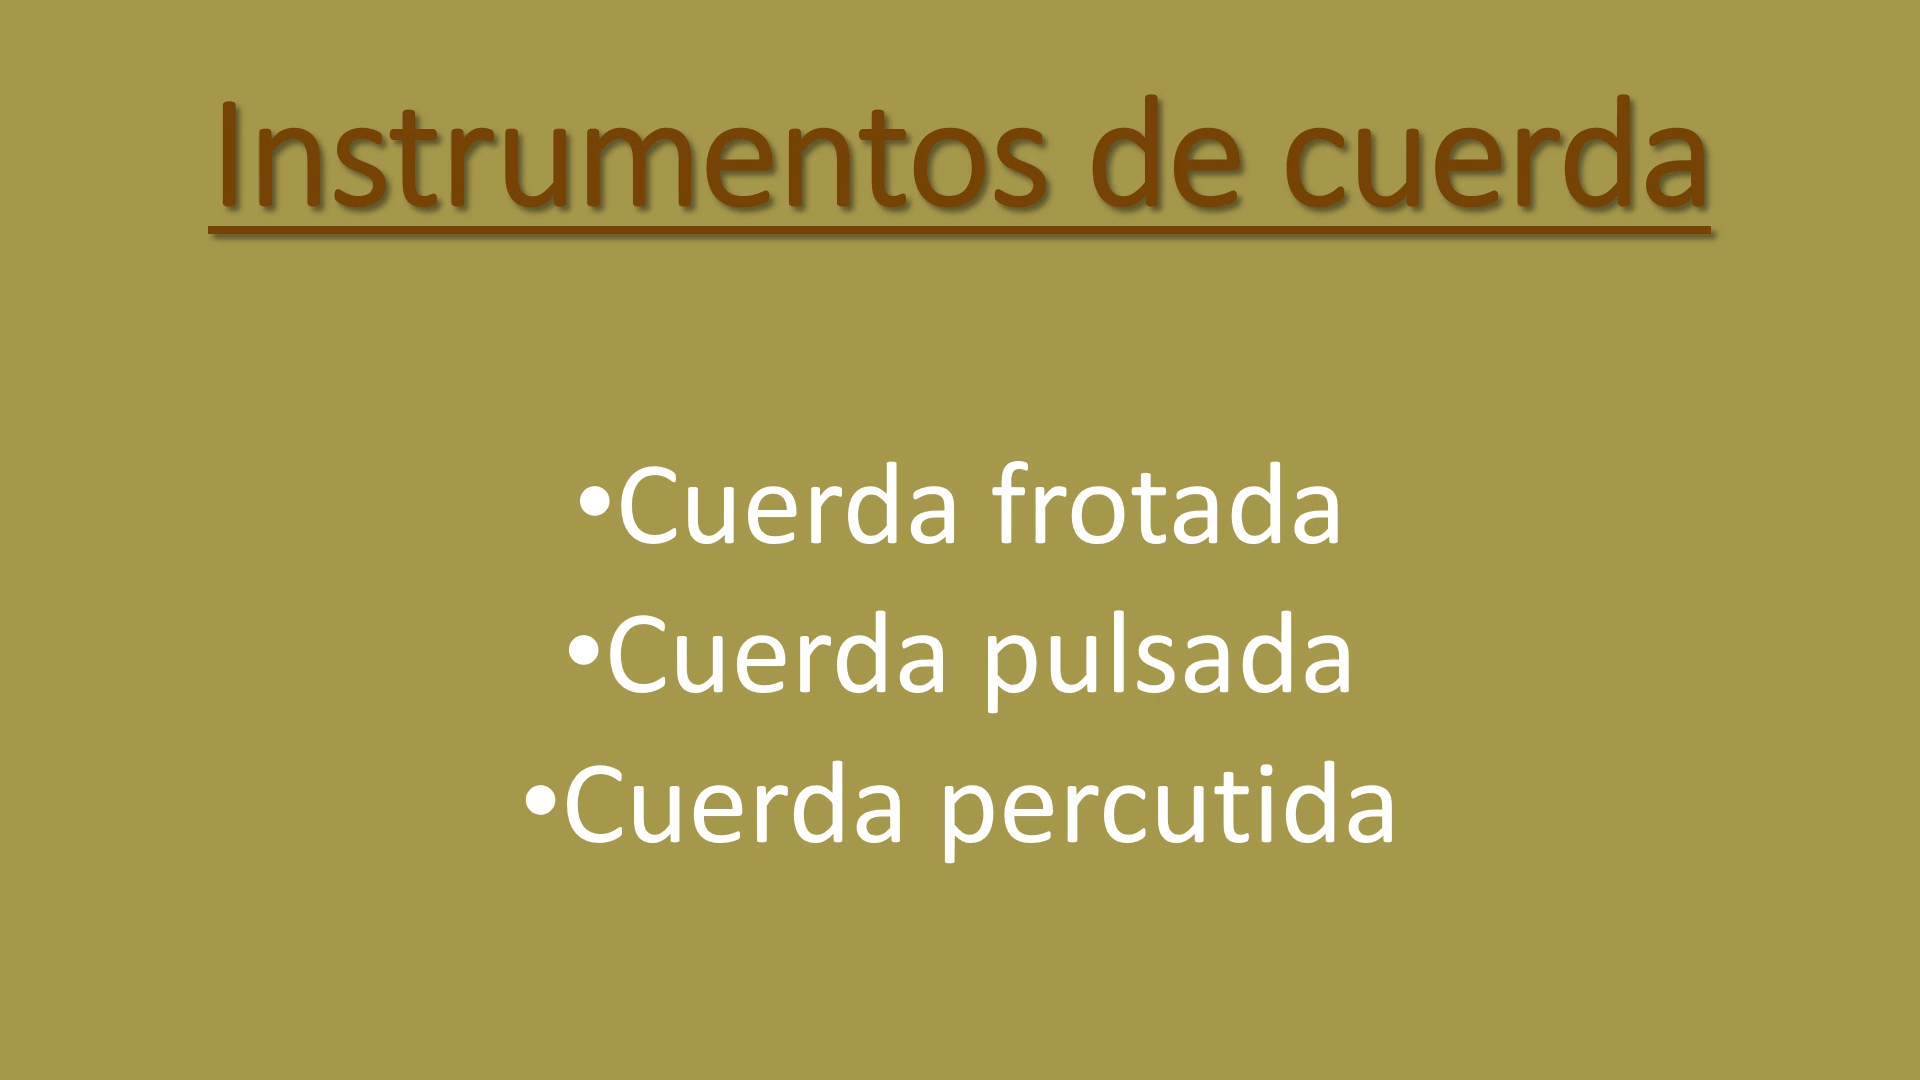 Instrumentos de cuerda
•Cuerda frotada
•Cuerda pulsada
•Cuerda percutida